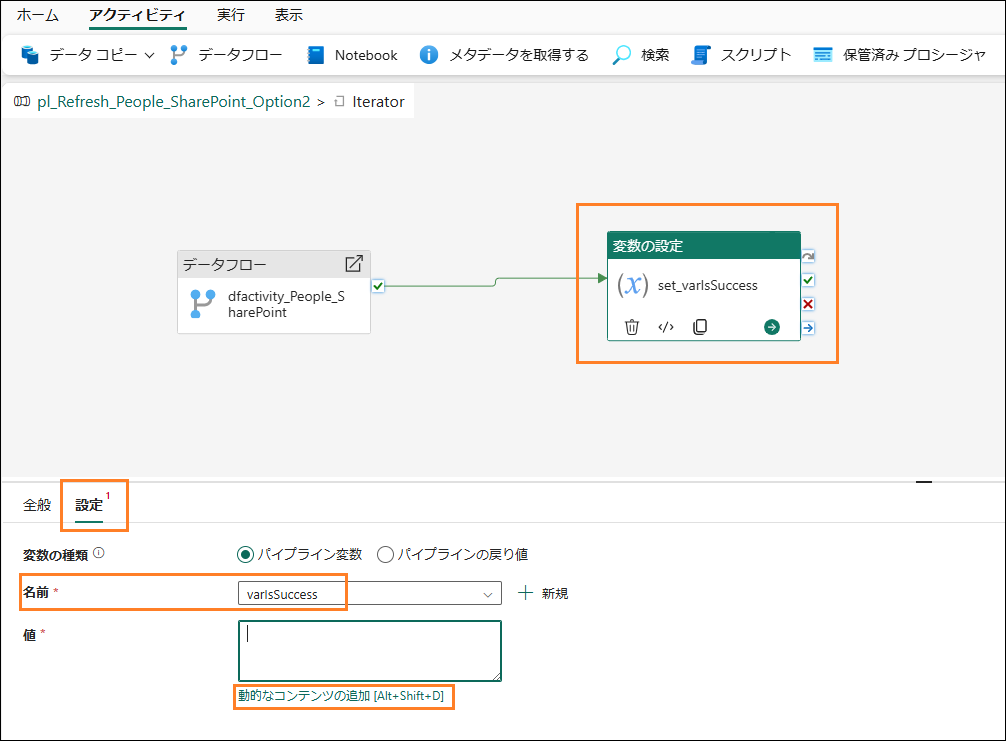 ホーム アクティビティ 実行 表示
データ コピー データフロー Notebook メタデータを取得する 検索 スクリプト 保管済み プロシージャ
pl_Refresh_People_SharePoint_Option2 > Iterator
変数の設定
データフロー
(x) set_varIsSuccess
dfactivity_People_S
harePoint
全般 設定 1
変数の種類 パイプライン変数 パイプラインの戻り値
名前 * varIsSuccess 新規
値 *
動的なコンテンツの追加 [Alt+Shift+D]